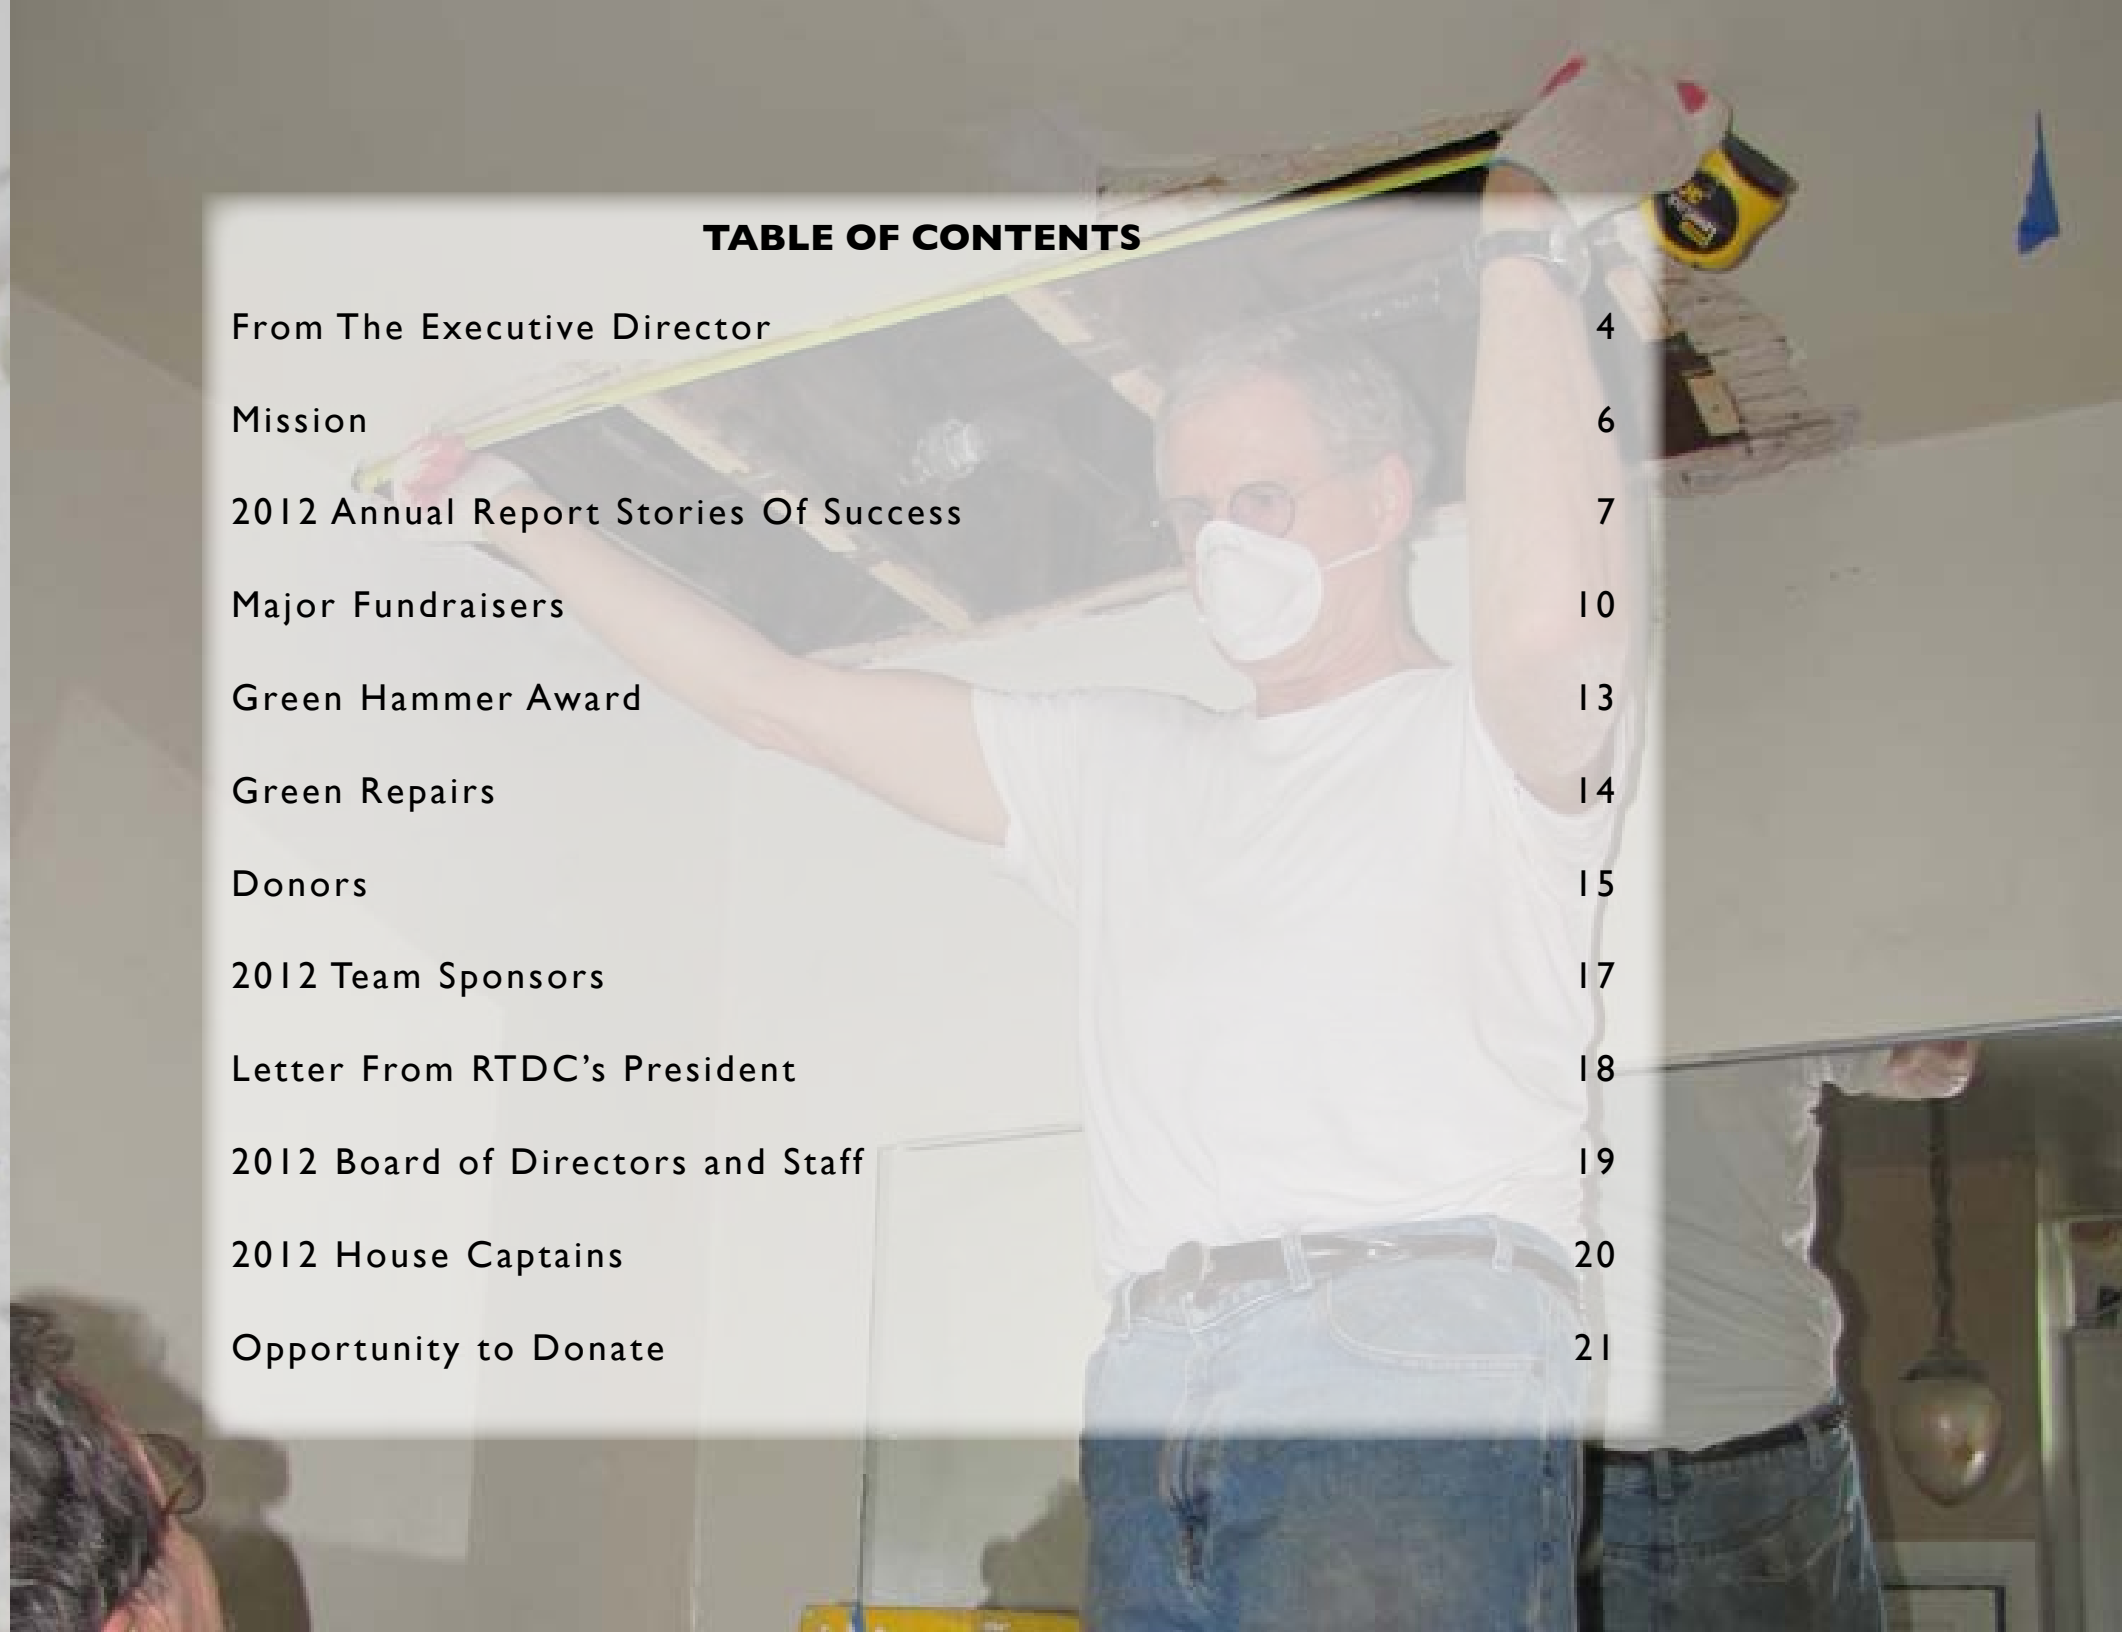 TABLE OF CONTENTS
From The Executive Director 4
Mission 6
2012 Annual Report Stories Of Success 7
Major Fundraisers 10
Green Hammer Award 13
Green Repairs 14
Donors 15
2012 Team Sponsors 17
Letter From RTDC’s President 18
2012 Board of Directors and Staff 19
2012 House Captains 20
Opportunity to Donate 21